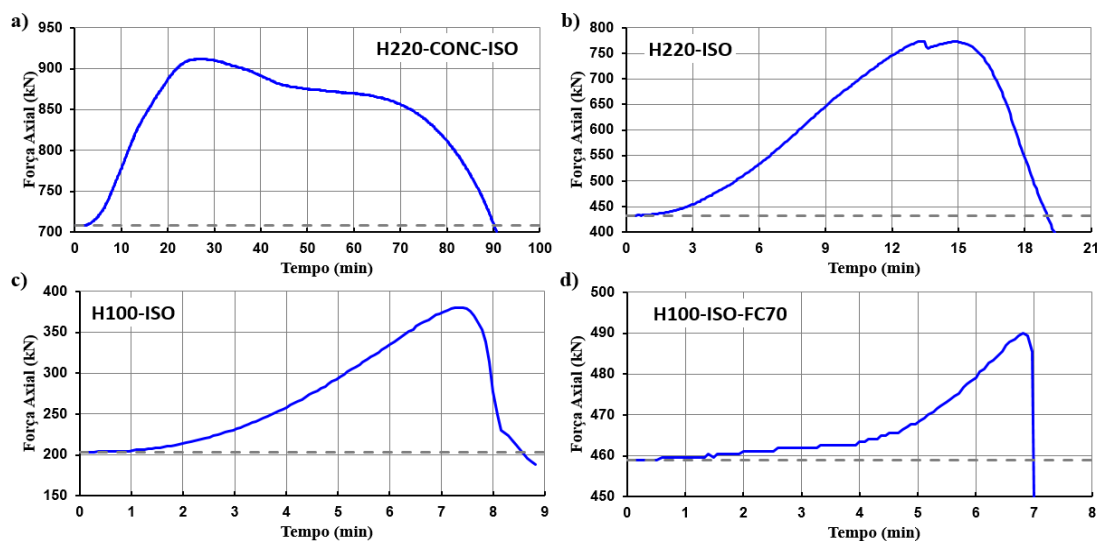 a)
H220-CONC-ISO
Força Axial (kN)
950
900
850
800
750
700
0 10 20 30 40 50 60 70 80 90 100
Tempo (min)
b)
H220-ISO
Força Axial (kN)
800
750
700
650
600
550
500
450
400
0 3 6 9 12 15 18 21
Tempo (min)
c)
H100-ISO
Força Axial (kN)
400
350
300
250
200
150
0 1 2 3 4 5 6 7 8 9
Tempo (min)
d)
H100-ISO-FC70
Força Axial (kN)
500
490
480
470
460
450
0 1 2 3 4 5 6 7 8
Tempo (min)